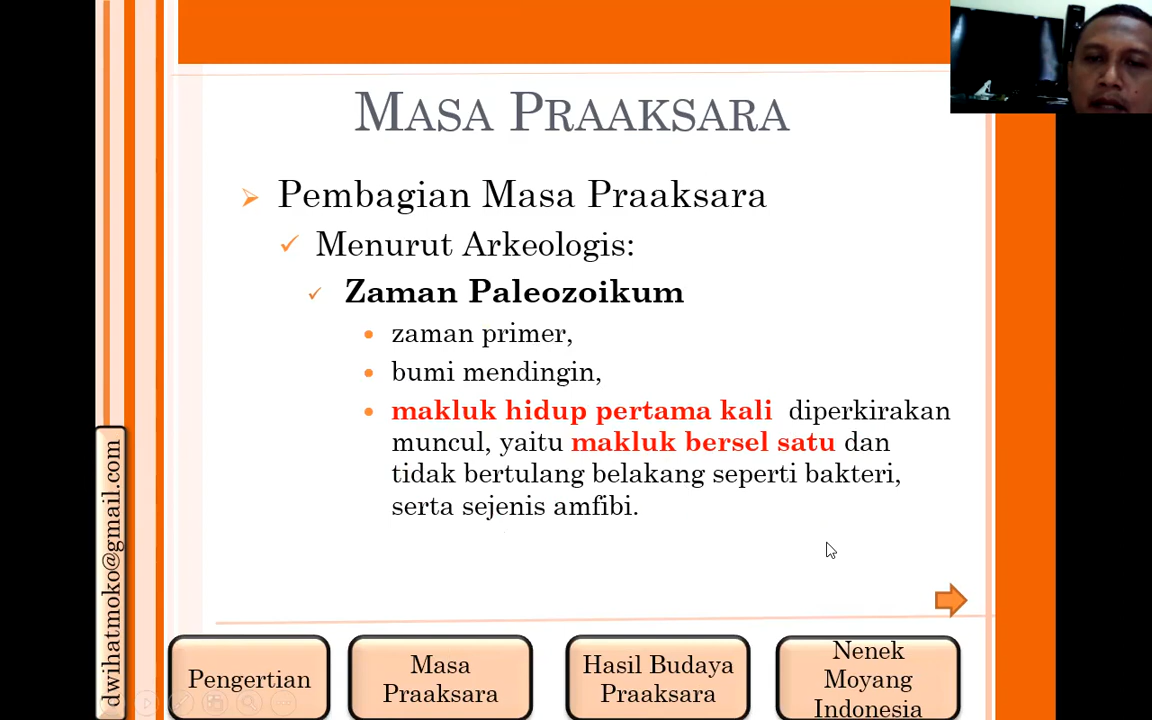 MASA PRAAKSARA
Pembagian Masa Praaksara
Menurut Arkeologis:
Zaman Paleozoikum
zaman primer,
bumi mendingin,
makluk hidup pertama kali diperkirakan
muncul, yaitu makluk bersel satu dan
tidak bertulang belakang seperti bakteri,
serta sejenis amfibi.
dwihatmoko@gmail.com
Pengertian
Masa
Praaksara
Hasil Budaya
Praaksara
Nenek
Moyang
Indonesia